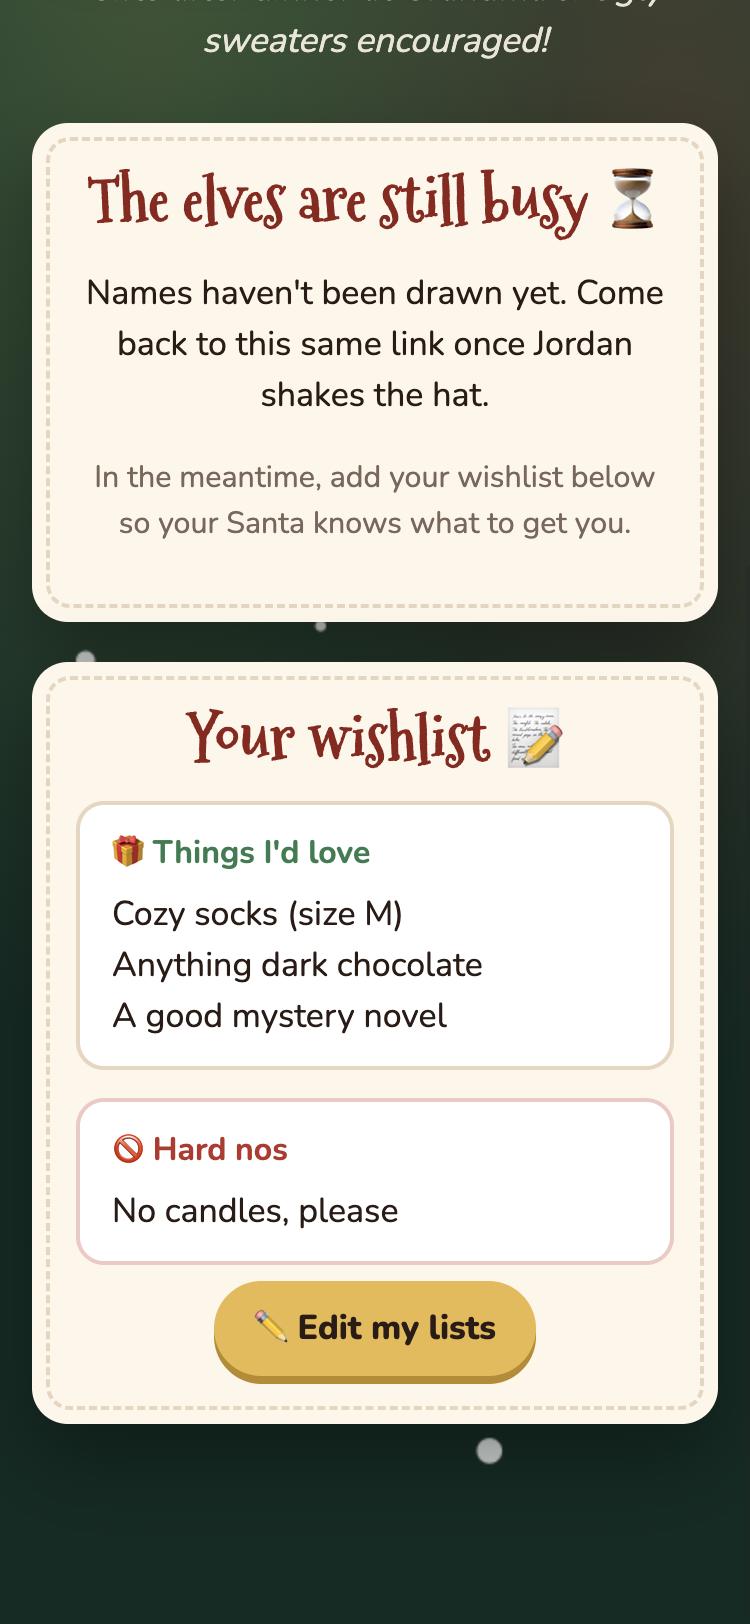 sweaters encouraged!
The elves are still busy
Names haven't been drawn yet. Come
back to this same link once Jordan
shakes the hat.
In the meantime, add your wishlist below
so your Santa knows what to get you.
Your wishlist
Things I'd love
Cozy socks (size M)
Anything dark chocolate
A good mystery novel
Hard nos
No candles, please
Edit my lists